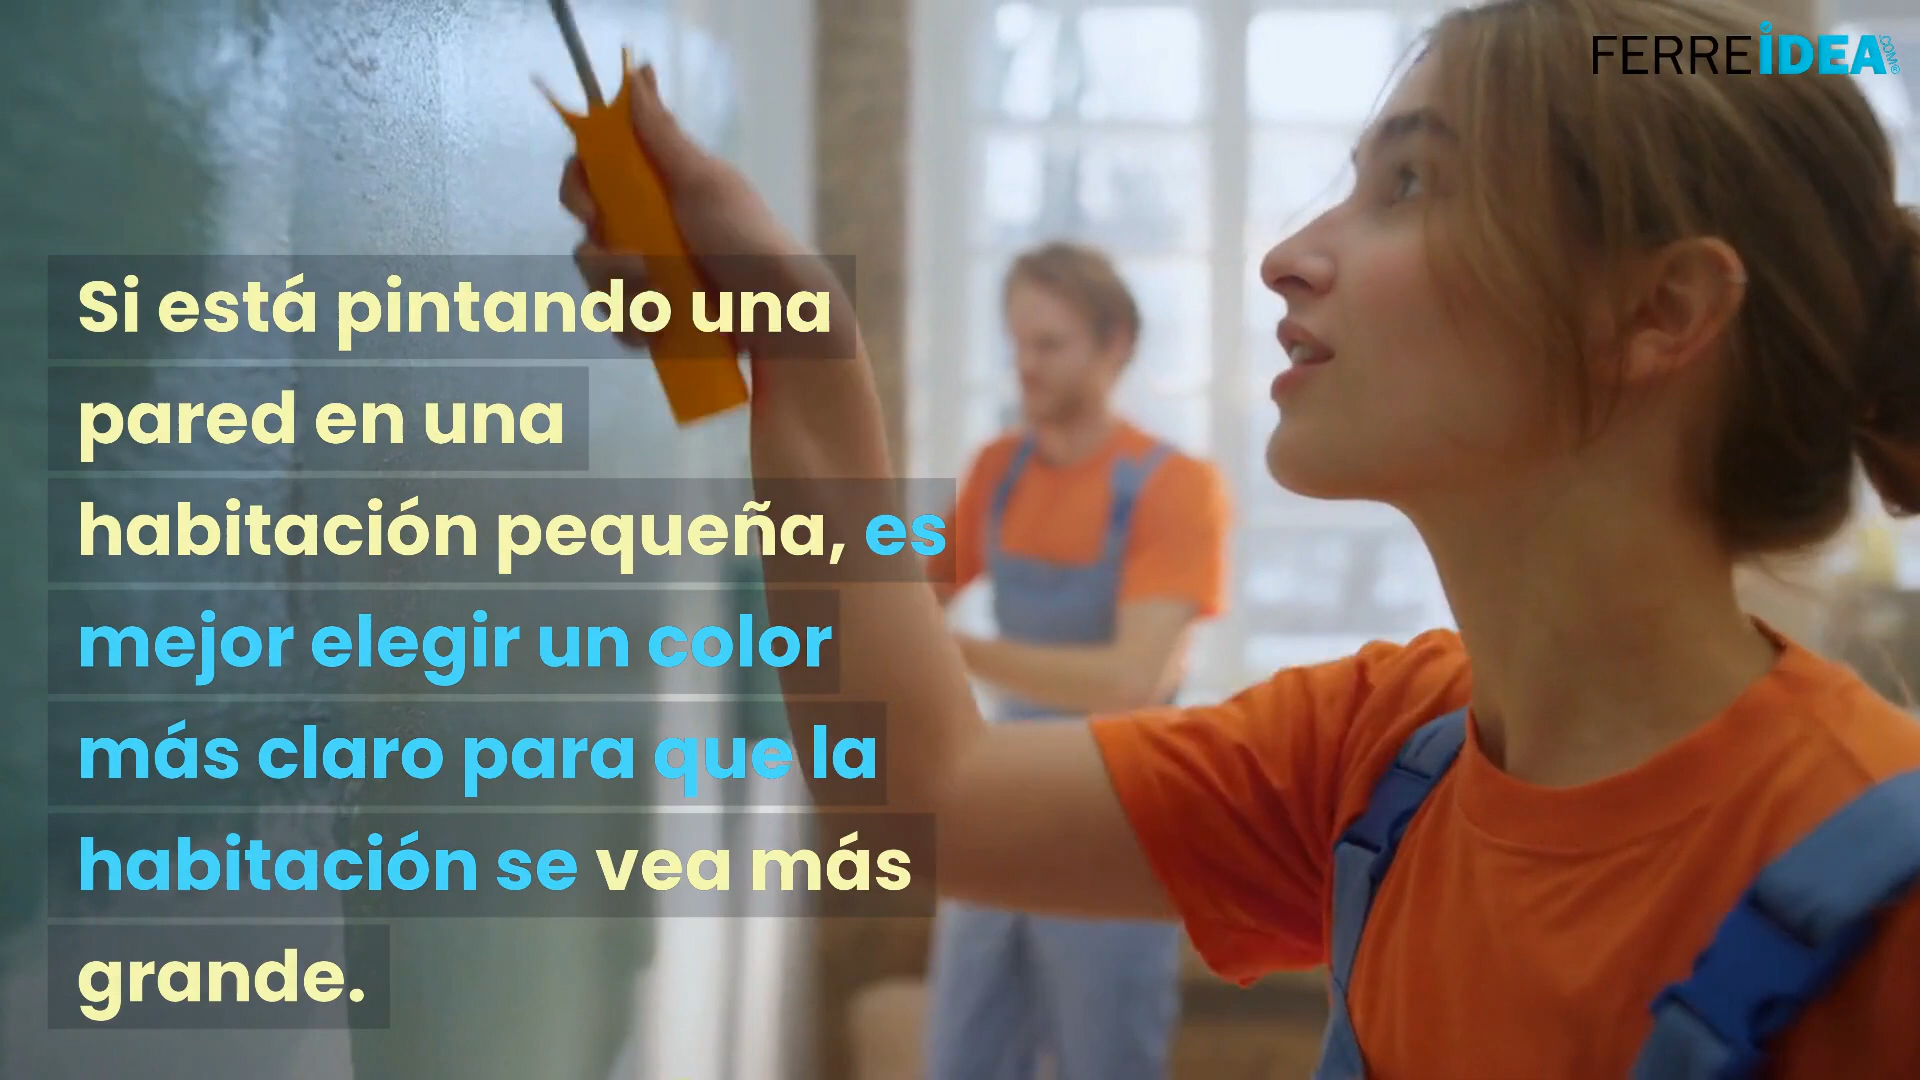 FERREiDEA.COM®
Si está pintando una
pared en una
habitación pequeña, es
mejor elegir un color
más claro para que la
habitación se vea más
grande.